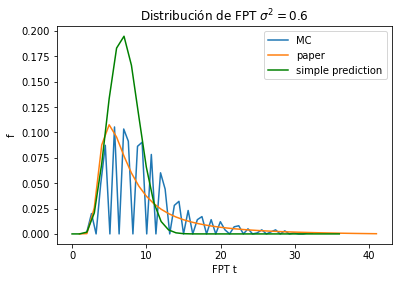 Distribución de FPT σ² = 0.6
MC
paper
simple prediction
0.200
0.175
0.150
0.125
0.100
0.075
0.050
0.025
0.000
f
0 10 20 30 40
FPT t